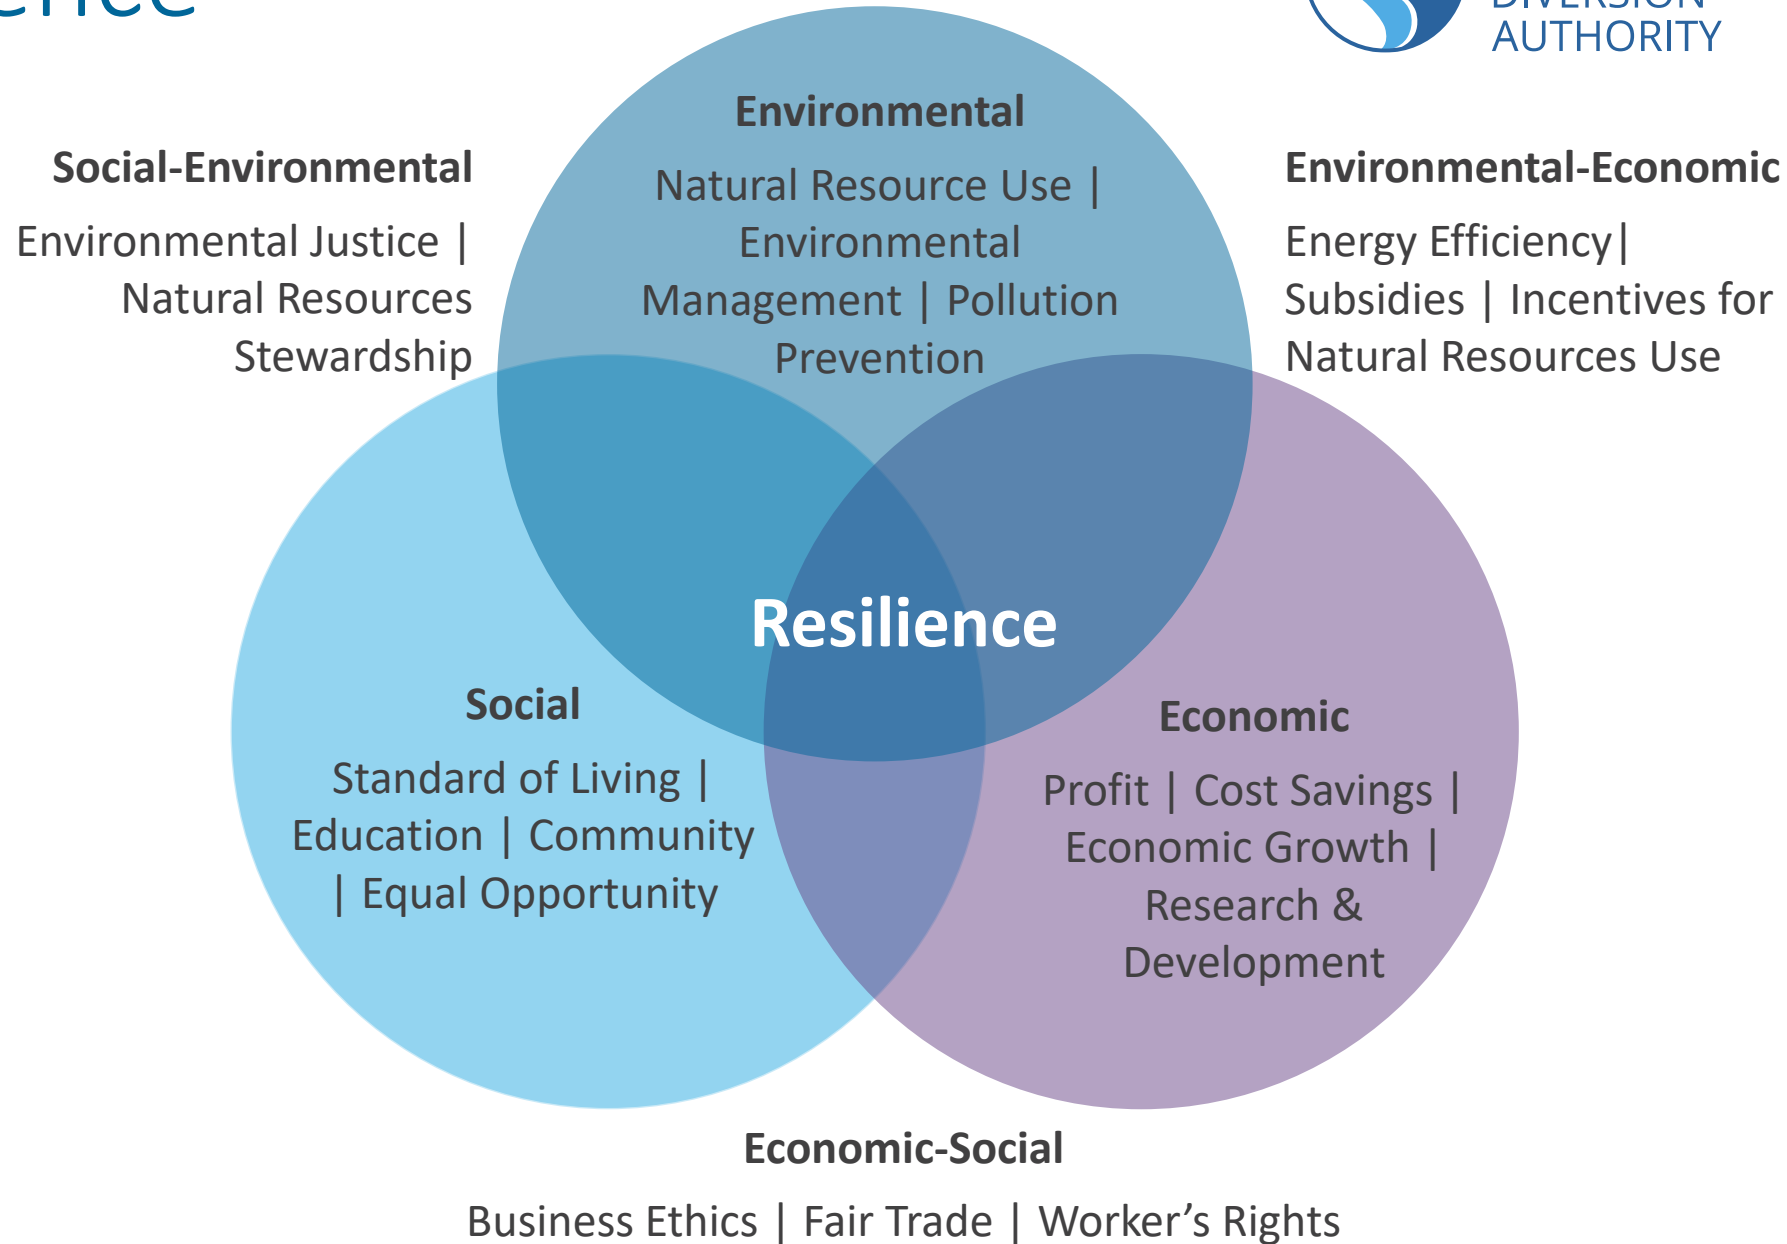 AUTHORITY
Environmental
Natural Resource Use |
Environmental
Management | Pollution
Prevention
Social-Environmental
Environmental Justice |
Natural Resources
Stewardship
Environmental-Economic
Energy Efficiency|
Subsidies | Incentives for
Natural Resources Use
Resilience
Social
Standard of Living |
Education | Community
| Equal Opportunity
Economic
Profit | Cost Savings |
Economic Growth |
Research &
Development
Economic-Social
Business Ethics | Fair Trade | Worker’s Rights